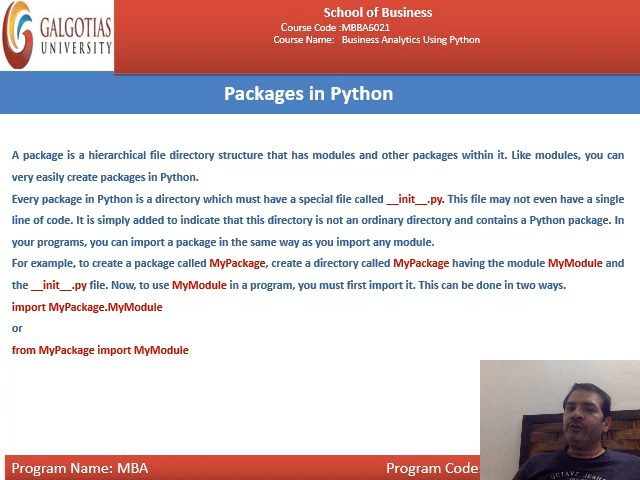 GALGOTIAS
UNIVERSITY
School of Business
Course Code :MBBA6021
Course Name: Business Analytics Using Python
Packages in Python
A package is a hierarchical file directory structure that has modules and other packages within it. Like modules, you can
very easily create packages in Python.
Every package in Python is a directory which must have a special file called __init__.py. This file may not even have a single
line of code. It is simply added to indicate that this directory is not an ordinary directory and contains a Python package. In
your programs, you can import a package in the same way as you import any module.
For example, to create a package called MyPackage, create a directory called MyPackage having the module MyModule and
the __init__.py file. Now, to use MyModule in a program, you must first import it. This can be done in two ways.
import MyPackage.MyModule
or
from MyPackage import MyModule
OCTAVE JEANS
Program Name: MBA
Program Code: